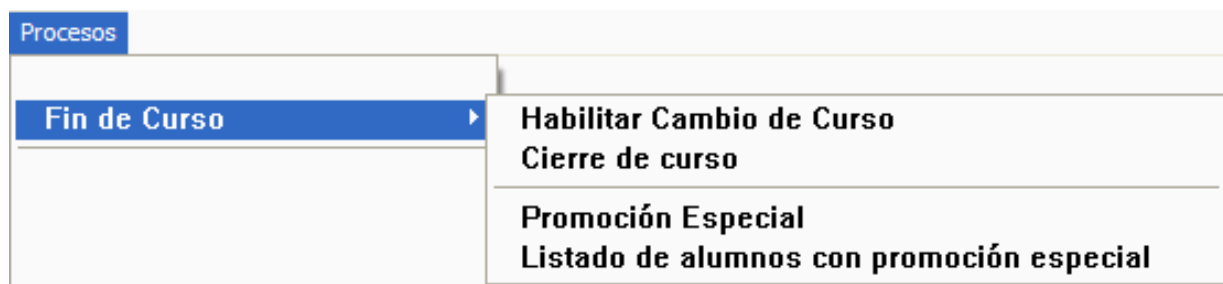 Procesos
Fin de Curso
Habilitar Cambio de Curso
Cierre de curso
Promoción Especial
Listado de alumnos con promoción especial